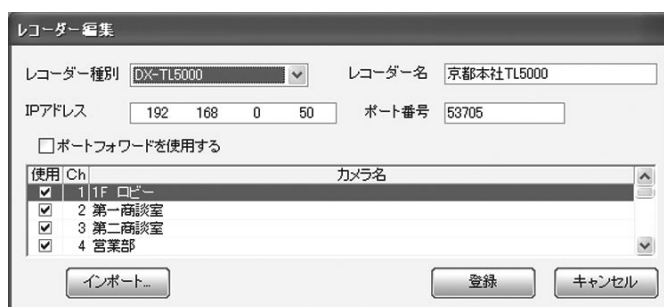 レコーダー編集
レコーダー種別 DX-TL5000 レコーダー名 京都本社TL5000
IPアドレス 192 168 0 50 ポート番号 53705
ポートフォワードを使用する
使用 Ch カメラ名
1 1F ロビー
2 第一商談室
3 第二商談室
4 営業部
インポート... 登録 キャンセル